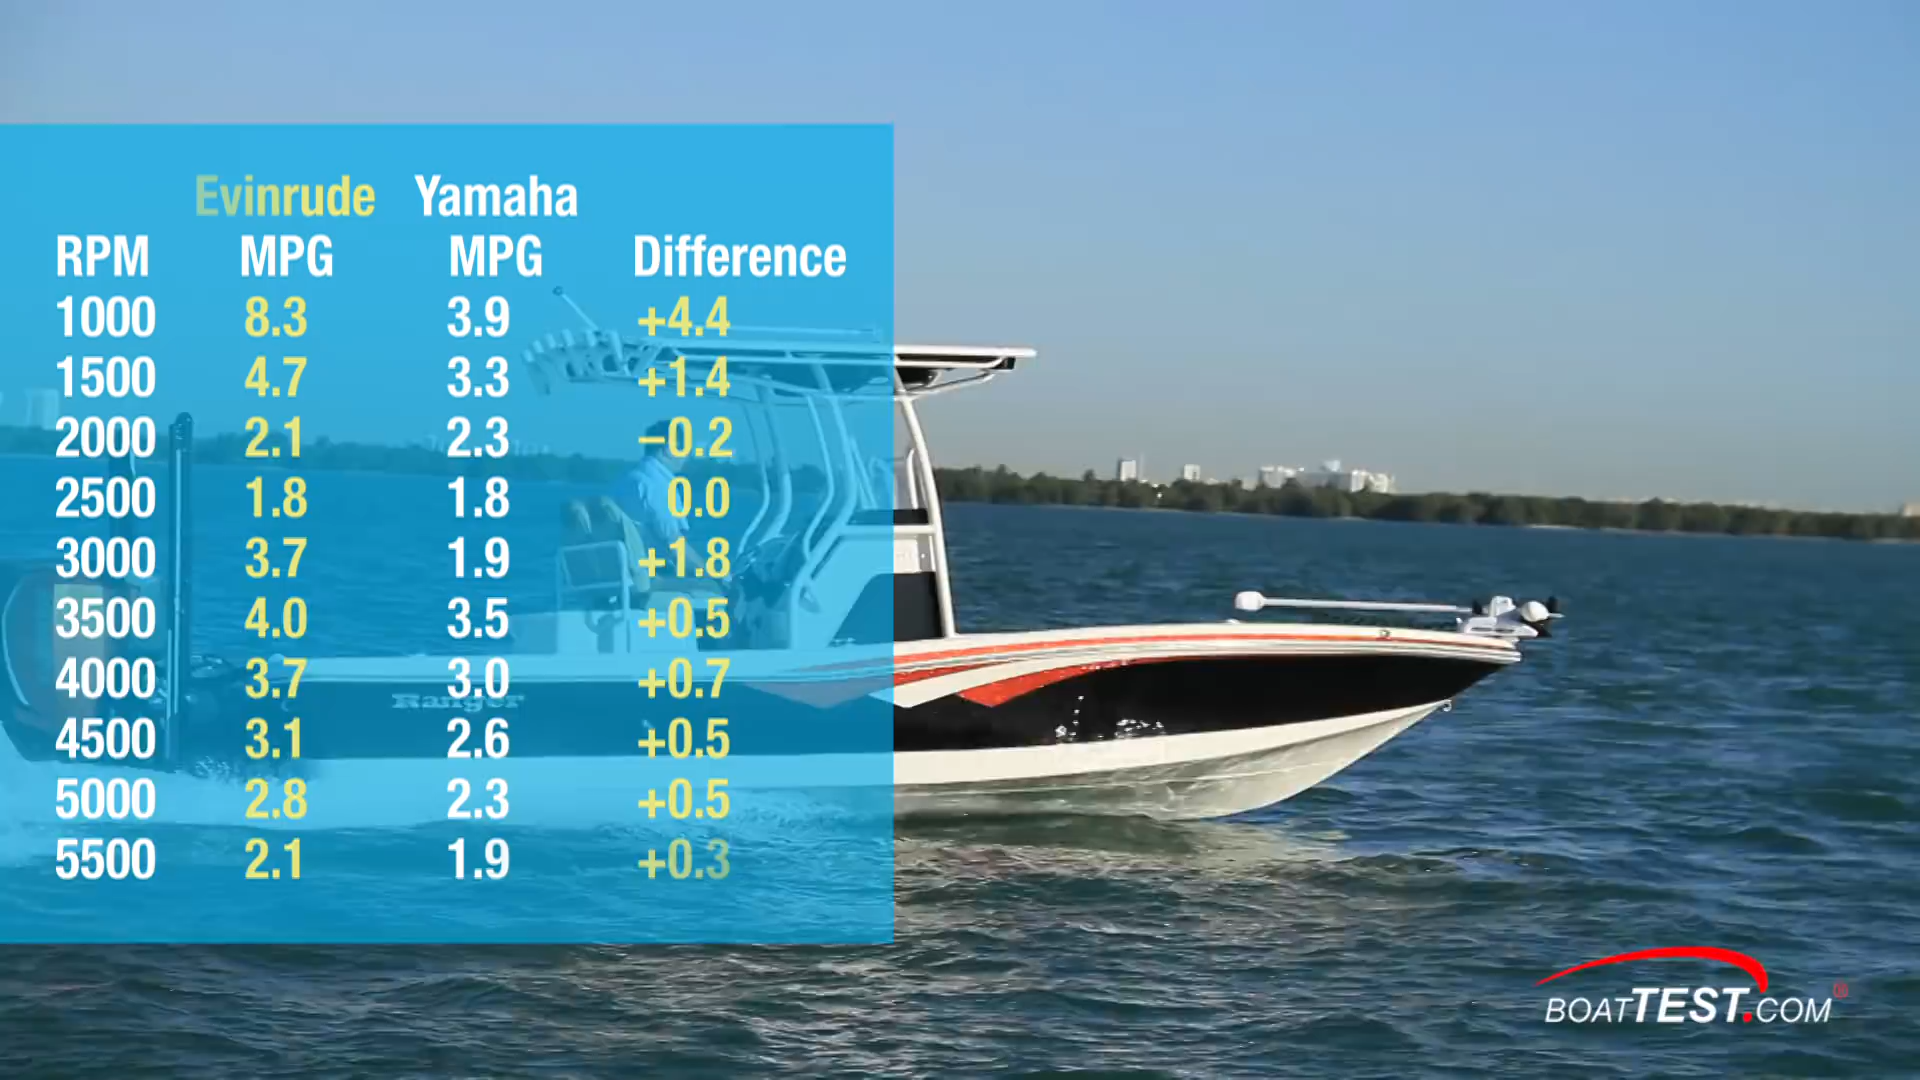 Evinrude Yamaha
RPM MPG MPG Difference
1000 8.3 3.9 +4.4
1500 4.7 3.3 +1.4
2000 2.1 2.3 –0.2
2500 1.8 1.8 0.0
3000 3.7 1.9 +1.8
3500 4.0 3.5 +0.5
4000 3.7 3.0 +0.7
4500 3.1 2.6 +0.5
5000 2.8 2.3 +0.5
5500 2.1 1.9 +0.3
Ranger
BOATTEST.COM®